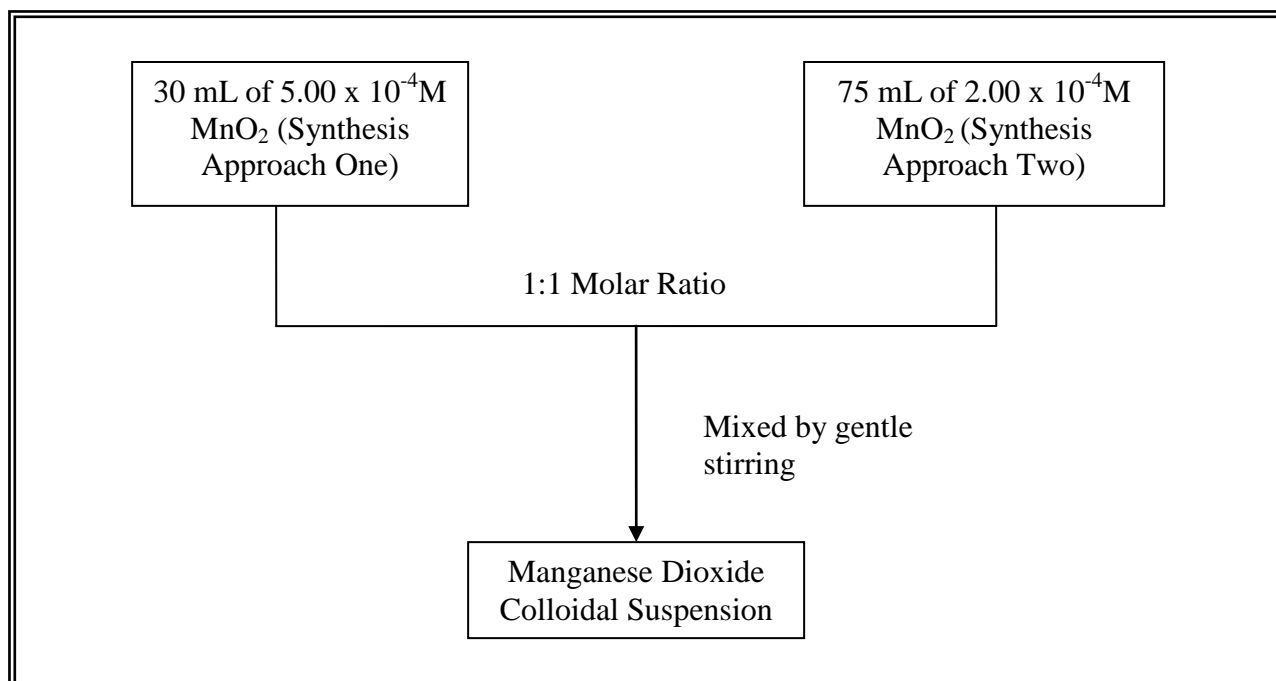 30 mL of 5.00 x 10⁻⁴M
MnO₂ (Synthesis
Approach One)
75 mL of 2.00 x 10⁻⁴M
MnO₂ (Synthesis
Approach Two)
1:1 Molar Ratio
Mixed by gentle
stirring
Manganese Dioxide
Colloidal Suspension